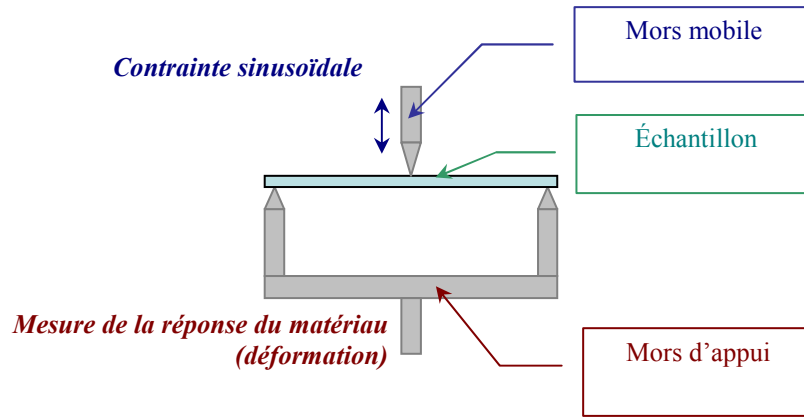 Mors mobile
Contrainte sinusoïdale
Échantillon
Mesure de la réponse du matériau
(déformation)
Mors d'appui